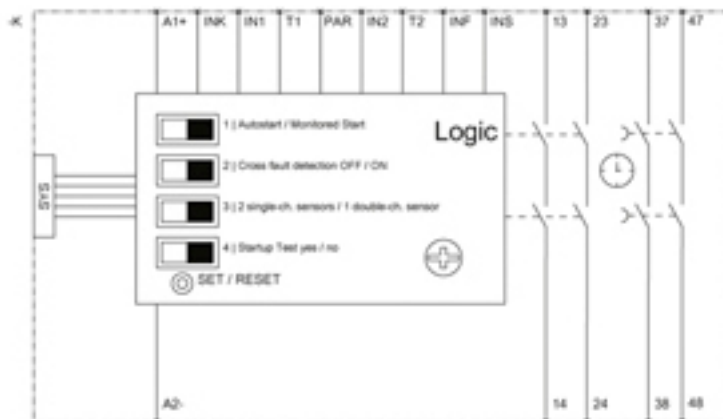 -K A1+ INK IN1 T1 PAR IN2 T2 INF INS 13 23 37 47
1 | Autostart / Monitored Start
Logic
2 | Cross fault detection OFF / ON
SYS
3 | 2 single-ch. sensors / 1 double-ch. sensor
4 | Startup Test yes / no
SET / RESET
A2- 14 24 38 48